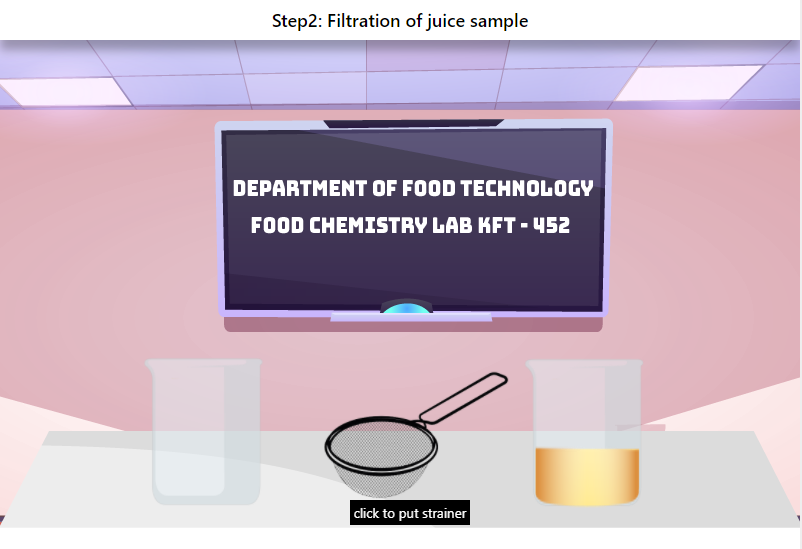 Step2: Filtration of juice sample
DEPARTMENT OF FOOD TECHNOLOGY
FOOD CHEMISTRY LAB KFT - 452
click to put strainer